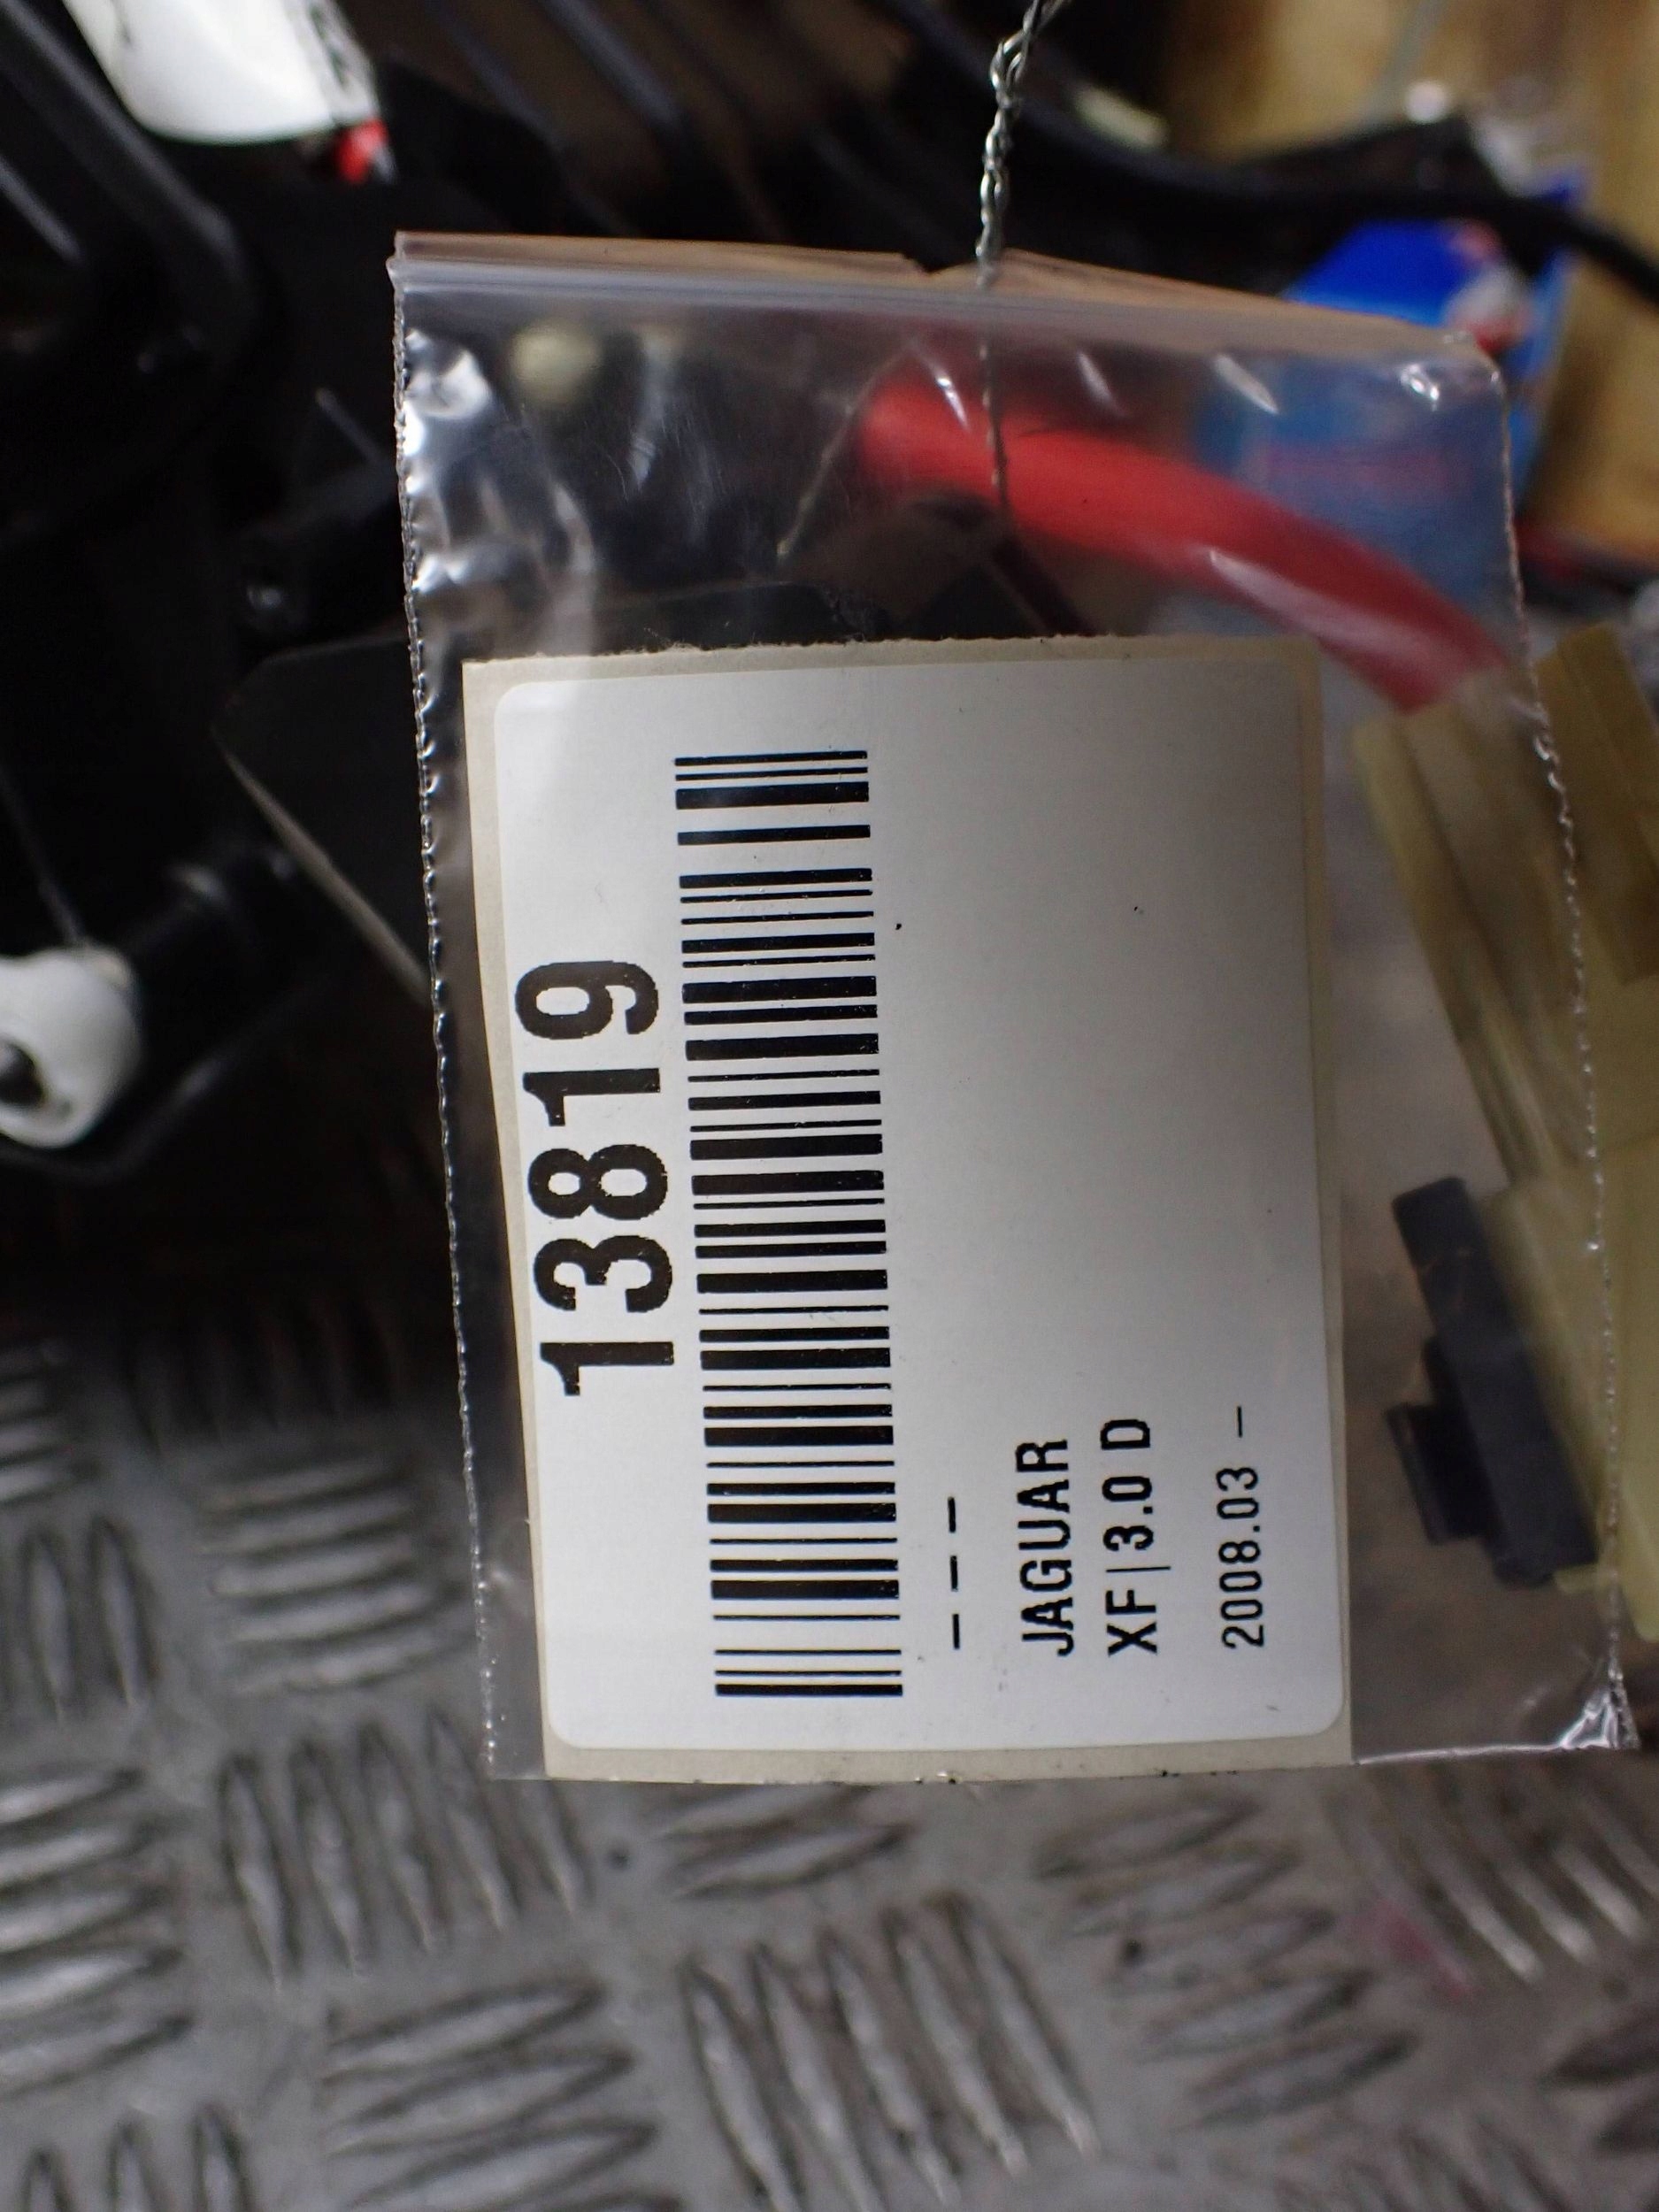 13819
– – –
JAGUAR
XF | 3.0 D
2008.03 –